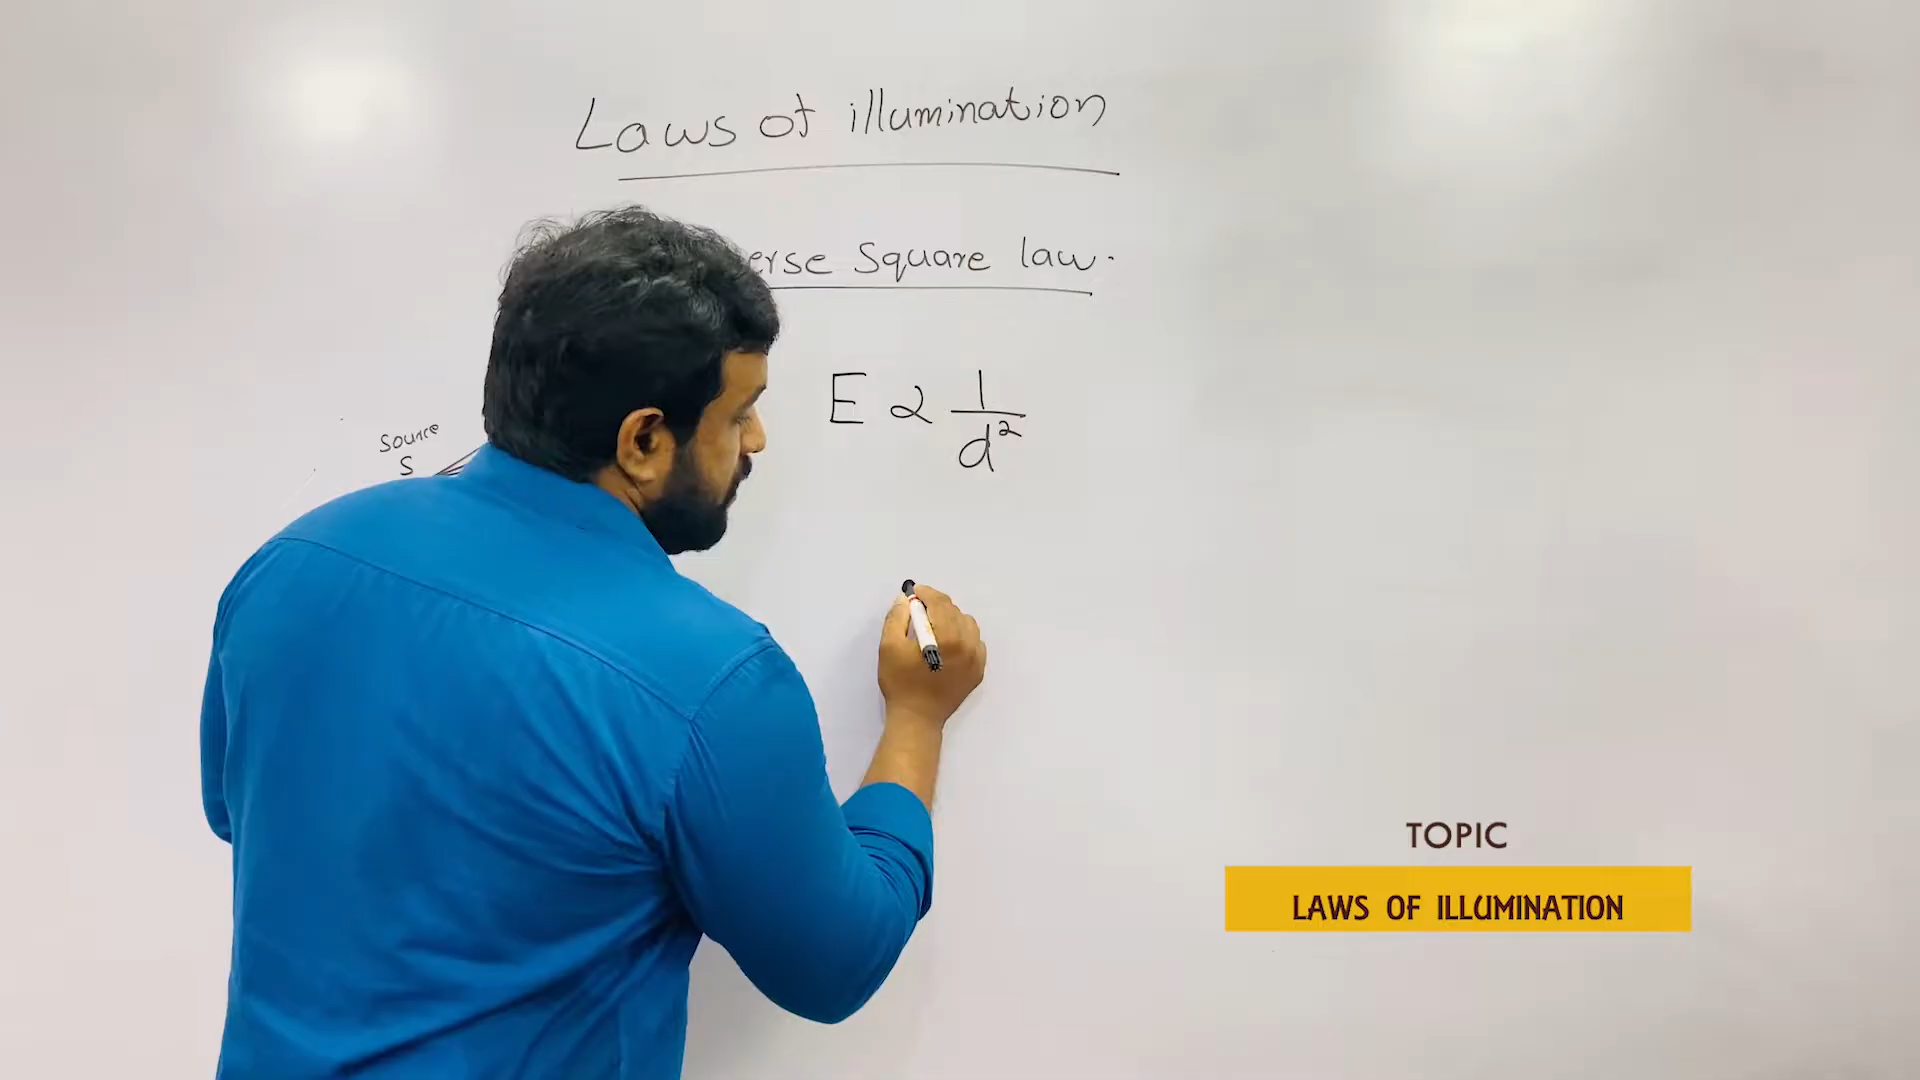 Laws of illumination
erse Square law.
E ∝ 1/d²
Source
S
TOPIC
LAWS OF ILLUMINATION